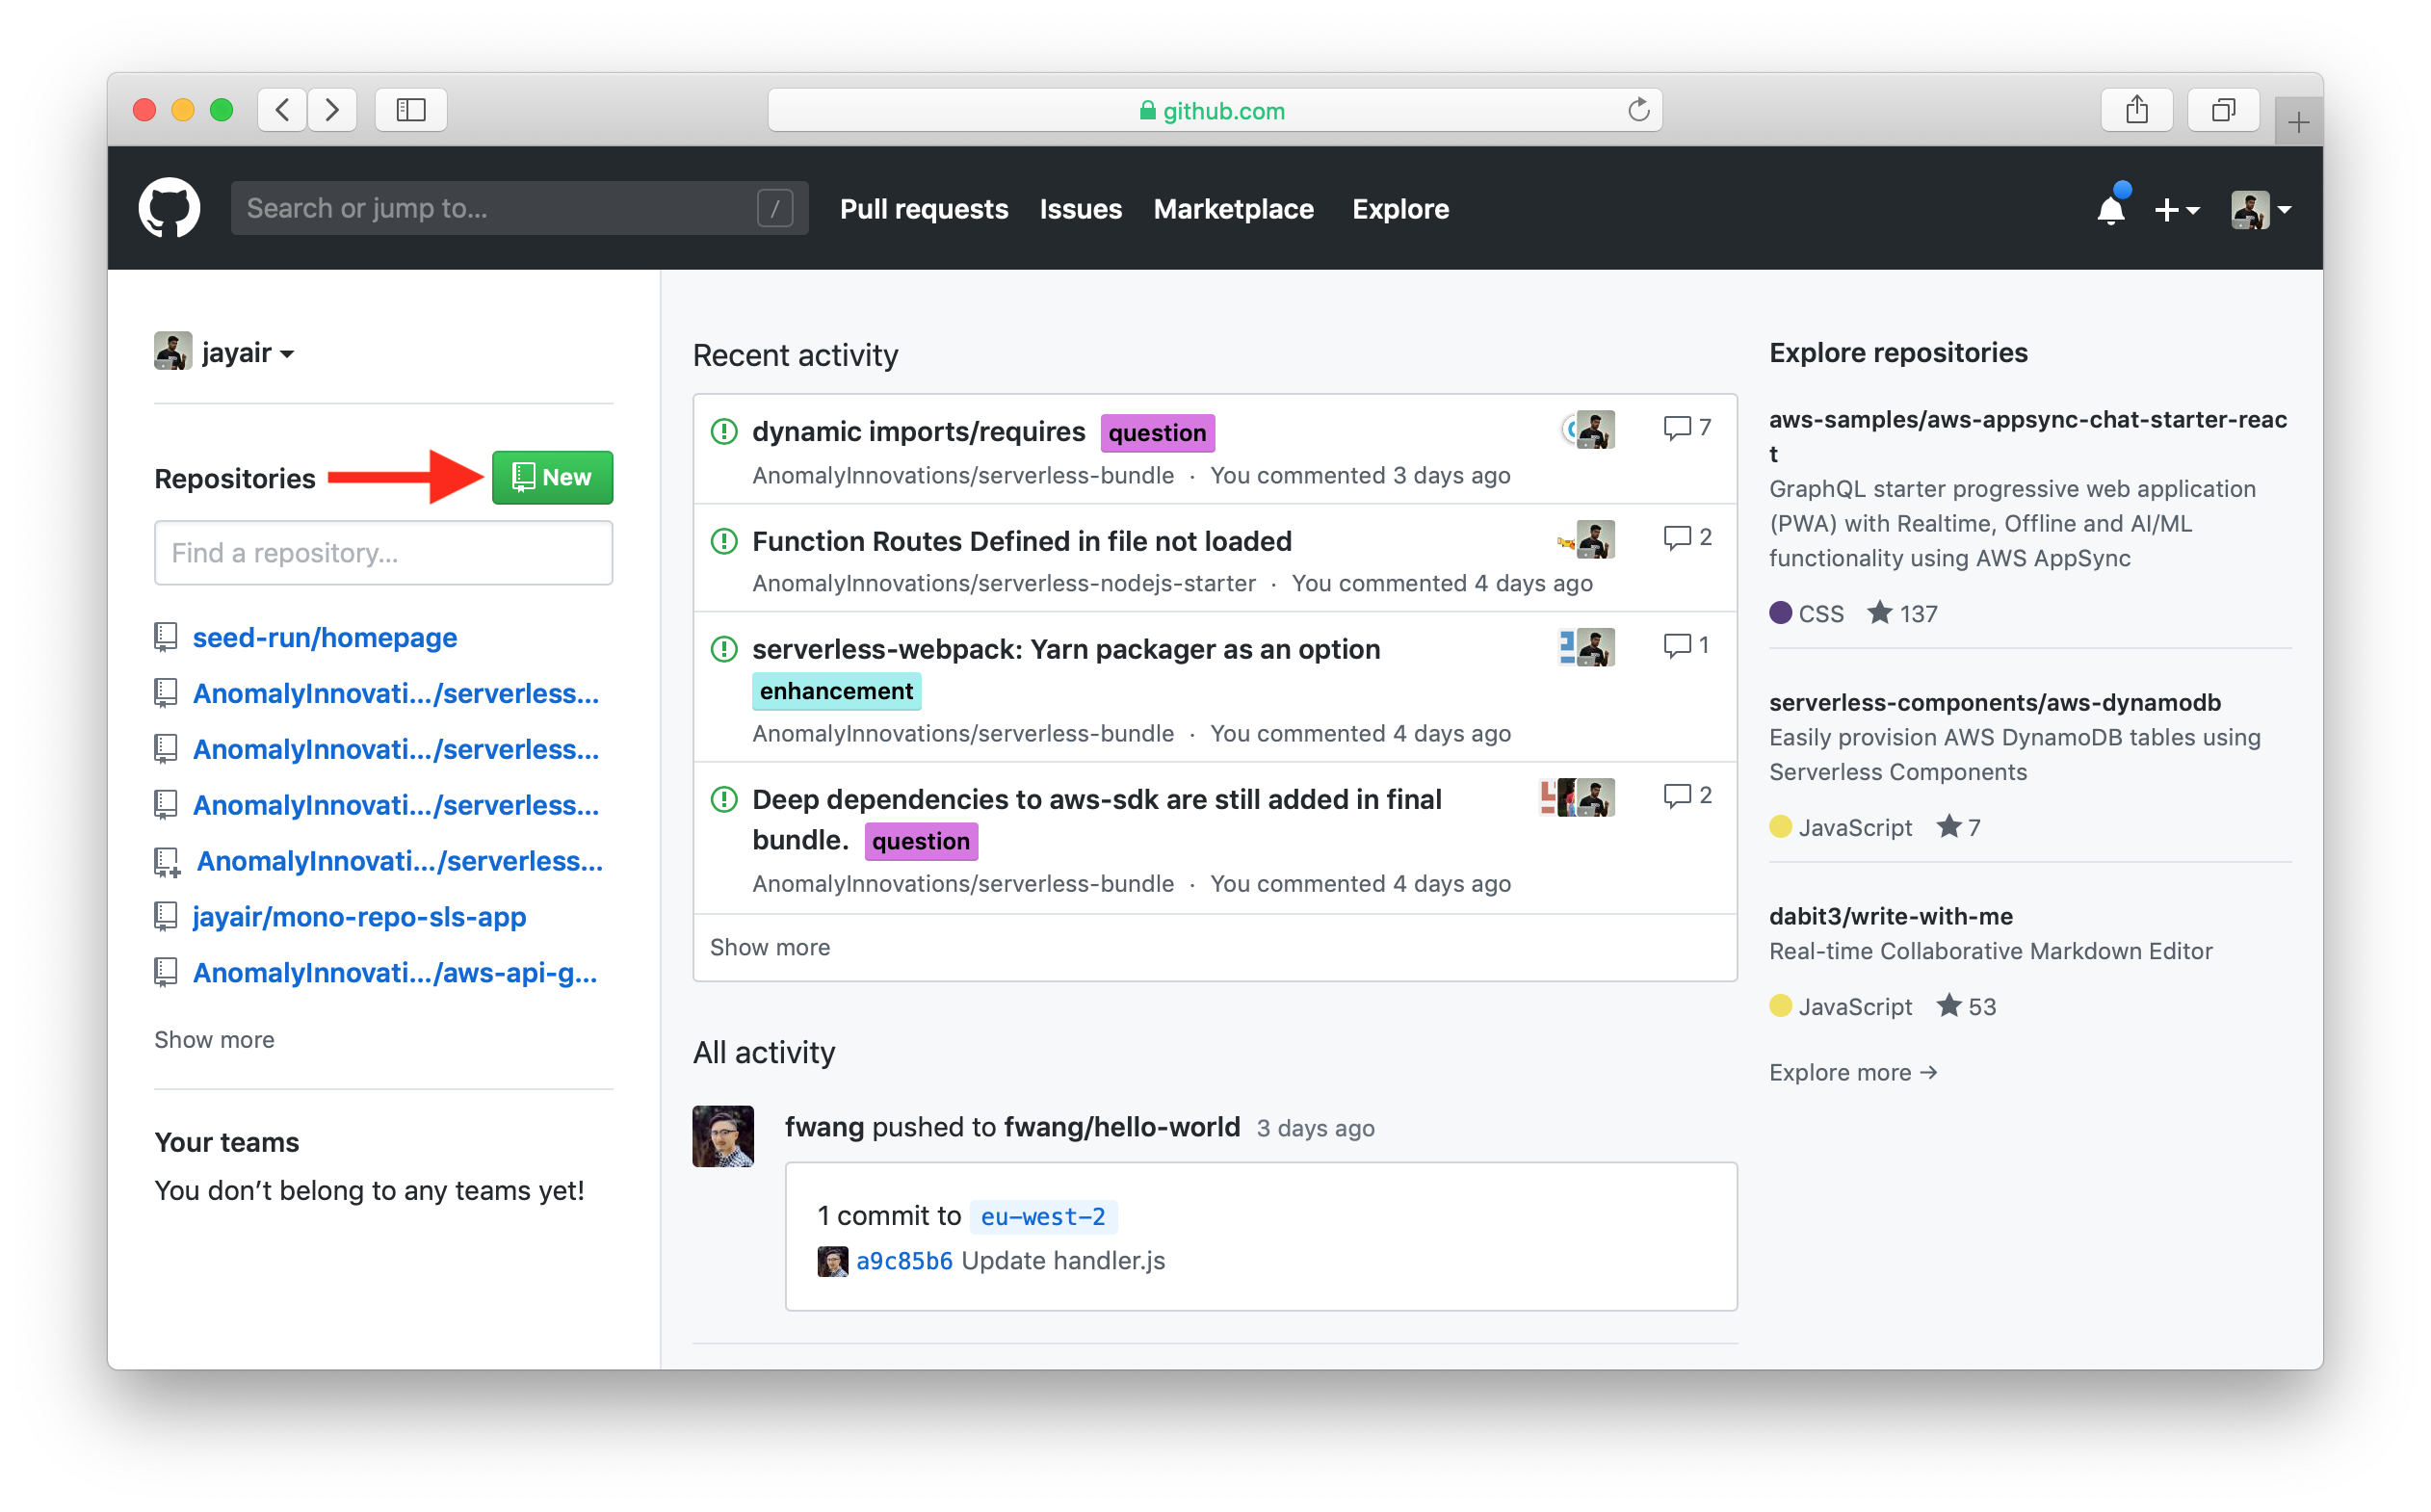 github.com
Search or jump to...
/
Pull requests
Issues
Marketplace
Explore
jayair
Repositories
New
Find a repository...
seed-run/homepage
AnomalyInnovati.../serverless...
AnomalyInnovati.../serverless...
AnomalyInnovati.../serverless...
AnomalyInnovati.../serverless...
jayair/mono-repo-sls-app
AnomalyInnovati.../aws-api-g...
Show more
Your teams
You don’t belong to any teams yet!
Recent activity
dynamic imports/requires question
7
AnomalyInnovations/serverless-bundle · You commented 3 days ago
Function Routes Defined in file not loaded
2
AnomalyInnovations/serverless-nodejs-starter · You commented 4 days ago
serverless-webpack: Yarn packager as an option
1
enhancement
AnomalyInnovations/serverless-bundle · You commented 4 days ago
Deep dependencies to aws-sdk are still added in final
2
bundle. question
AnomalyInnovations/serverless-bundle · You commented 4 days ago
Show more
All activity
fwang pushed to fwang/hello-world 3 days ago
1 commit to eu-west-2
a9c85b6 Update handler.js
Explore repositories
aws-samples/aws-appsync-chat-starter-reac
t
GraphQL starter progressive web application
(PWA) with Realtime, Offline and AI/ML
functionality using AWS AppSync
CSS 137
serverless-components/aws-dynamodb
Easily provision AWS DynamoDB tables using
Serverless Components
JavaScript 7
dabit3/write-with-me
Real-time Collaborative Markdown Editor
JavaScript 53
Explore more →